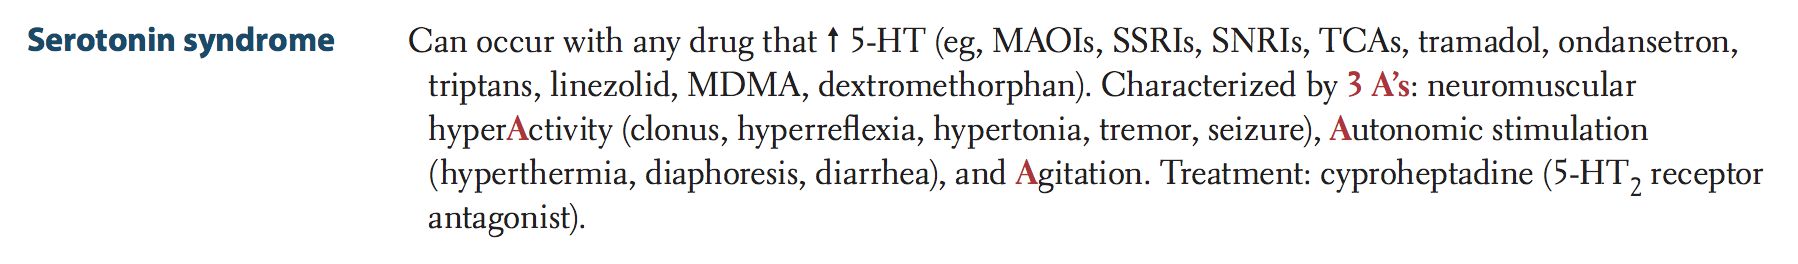 Serotonin syndrome
Can occur with any drug that ↑ 5-HT (eg, MAOIs, SSRIs, SNRIs, TCAs, tramadol, ondansetron,
triptans, linezolid, MDMA, dextromethorphan). Characterized by 3 A’s: neuromuscular
hyperActivity (clonus, hyperreflexia, hypertonia, tremor, seizure), Autonomic stimulation
(hyperthermia, diaphoresis, diarrhea), and Agitation. Treatment: cyproheptadine (5-HT₂ receptor
antagonist).